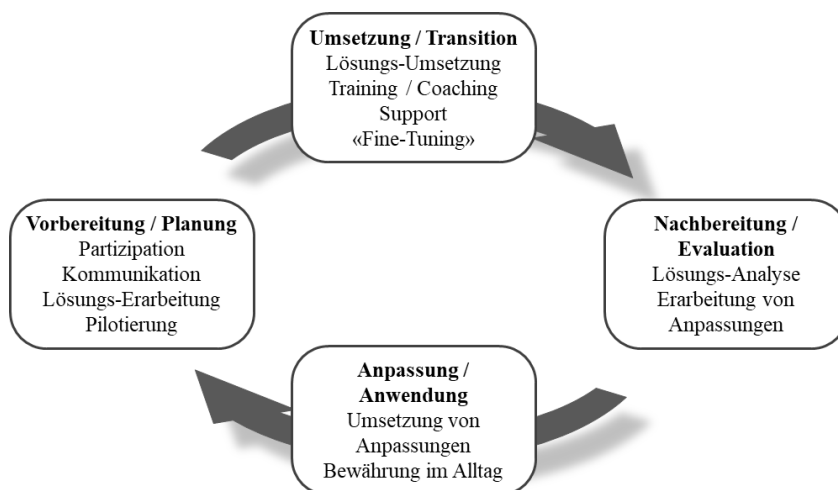 Umsetzung / Transition
Lösungs-Umsetzung
Training / Coaching
Support
«Fine-Tuning»
Vorbereitung / Planung
Partizipation
Kommunikation
Lösungs-Erarbeitung
Pilotierung
Nachbereitung /
Evaluation
Lösungs-Analyse
Erarbeitung von
Anpassungen
Anpassung /
Anwendung
Umsetzung von
Anpassungen
Bewährung im Alltag